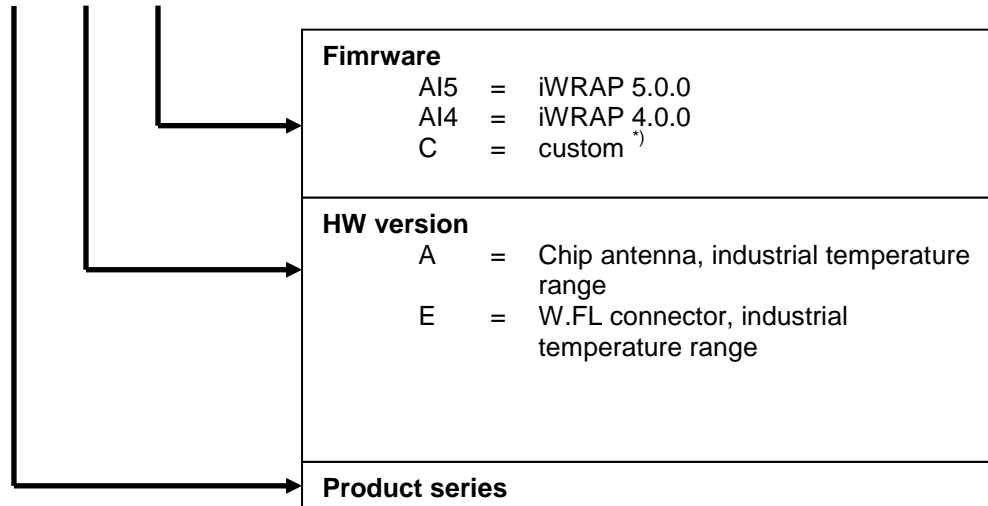 Fimrware
AI5 = iWRAP 5.0.0
AI4 = iWRAP 4.0.0
C = custom *)
HW version
A = Chip antenna, industrial temperature
range
E = W.FL connector, industrial
temperature range
Product series